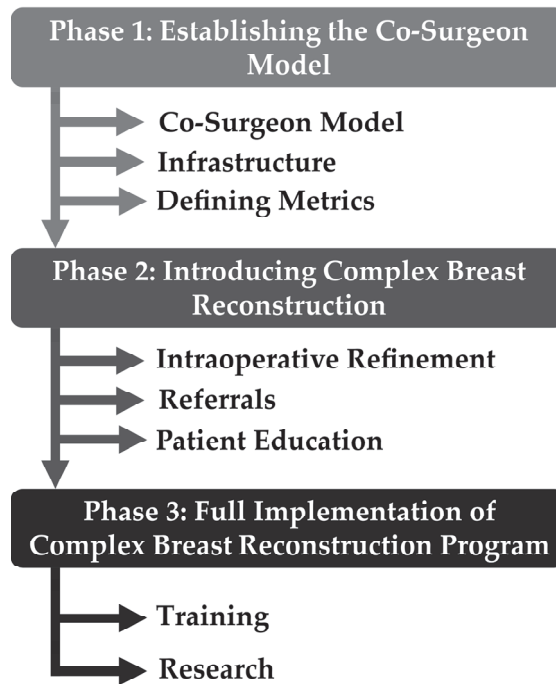 Phase 1: Establishing the Co-Surgeon
Model
Co-Surgeon Model
Infrastructure
Defining Metrics
Phase 2: Introducing Complex Breast
Reconstruction
Intraoperative Refinement
Referrals
Patient Education
Phase 3: Full Implementation of
Complex Breast Reconstruction Program
Training
Research